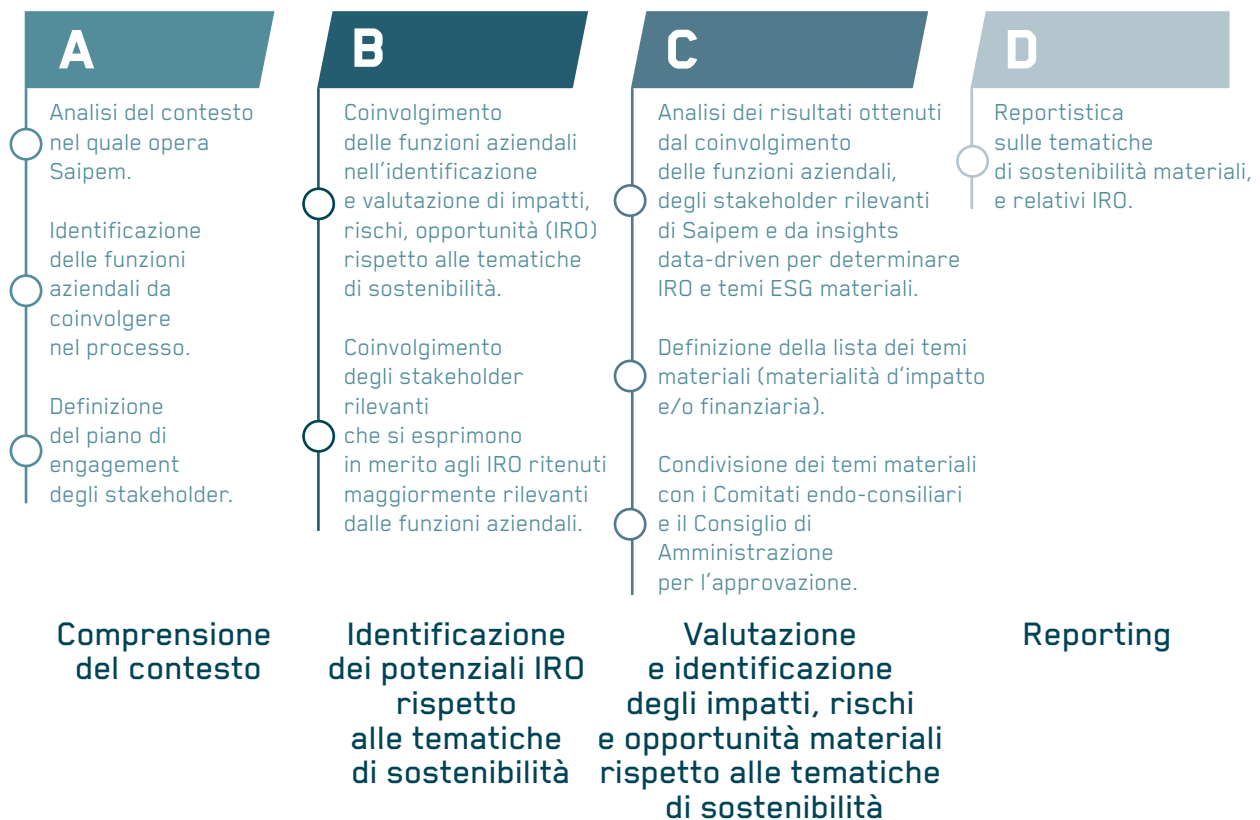 A
Analisi del contesto
nel quale opera
Saipem.
Identificazione
delle funzioni
aziendali da
coinvolgere
nel processo.
Definizione
del piano di
engagement
degli stakeholder.
Comprensione
del contesto
B
Coinvolgimento
delle funzioni aziendali
nell'identificazione
e valutazione di impatti,
rischi, opportunità (IRO)
rispetto alle tematiche
di sostenibilità.
Coinvolgimento
degli stakeholder
rilevanti
che si esprimono
in merito agli IRO ritenuti
maggiormente rilevanti
dalle funzioni aziendali.
Identificazione
dei potenziali IRO
rispetto
alle tematiche
di sostenibilità
C
Analisi dei risultati ottenuti
dal coinvolgimento
delle funzioni aziendali,
degli stakeholder rilevanti
di Saipem e da insights
data-driven per determinare
IRO e temi ESG materiali.
Definizione della lista dei temi
materiali (materialità d'impatto
e/o finanziaria).
Condivisione dei temi materiali
con i Comitati endo-consiliari
e il Consiglio di
Amministrazione
per l'approvazione.
Valutazione
e identificazione
degli impatti, rischi
e opportunità materiali
rispetto alle tematiche
di sostenibilità
D
Reportistica
sulle tematiche
di sostenibilità materiali,
e relativi IRO.
Reporting